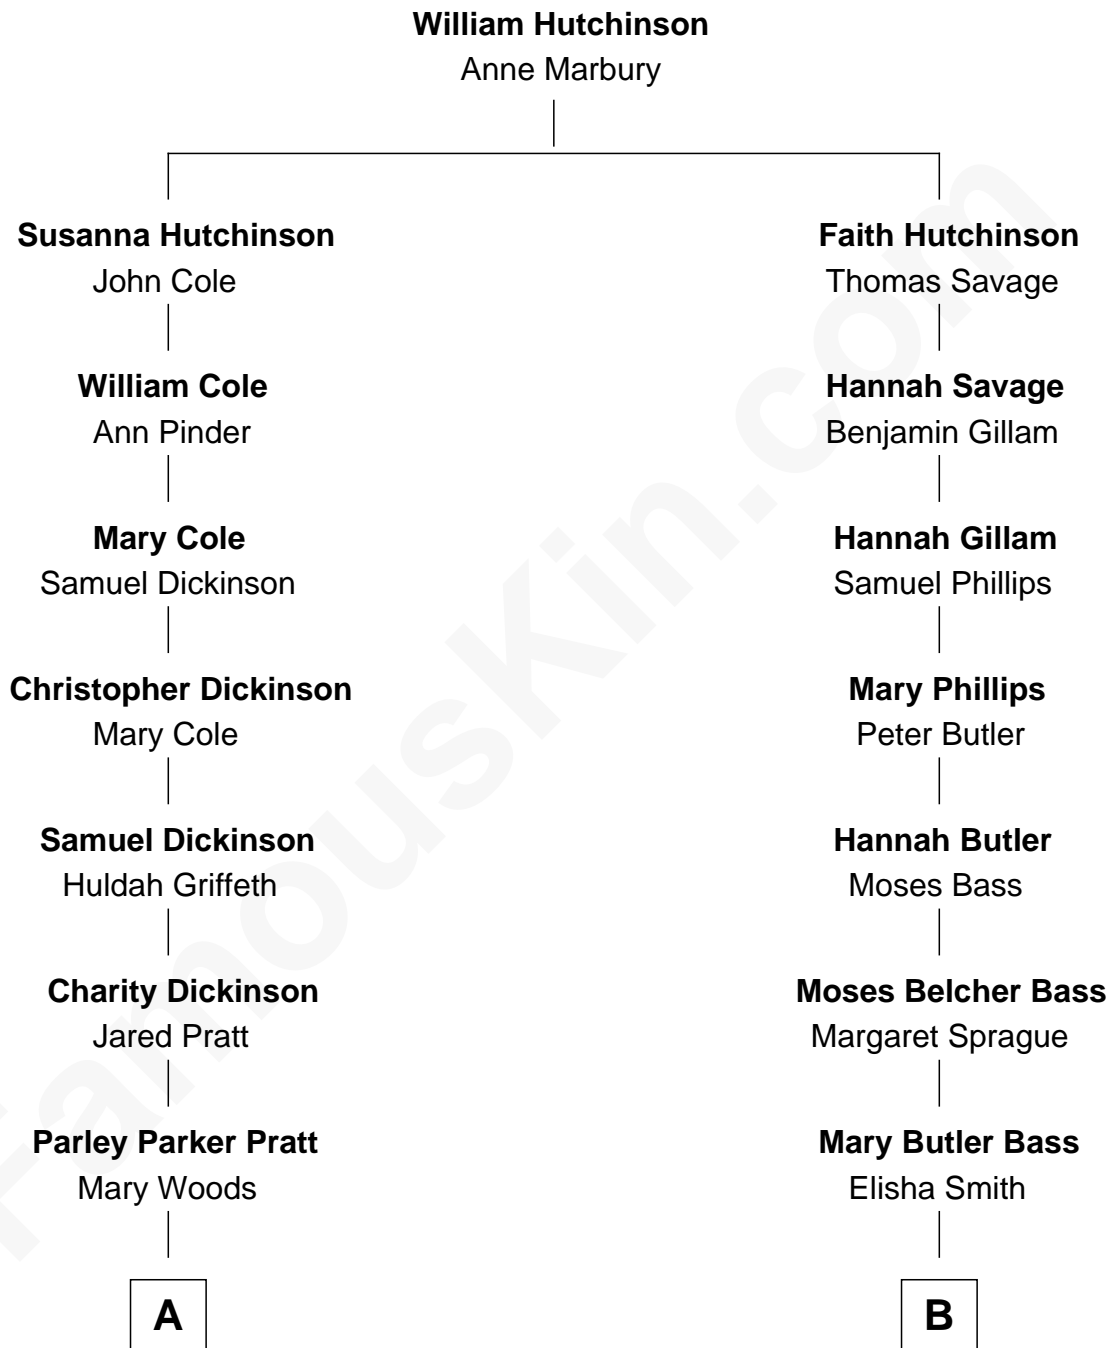 William Hutchinson
Anne Marbury
Susanna Hutchinson
John Cole
Faith Hutchinson
Thomas Savage
William Cole
Ann Pinder
Hannah Savage
Benjamin Gillam
Mary Cole
Samuel Dickinson
Hannah Gillam
Samuel Phillips
Christopher Dickinson
Mary Cole
Mary Phillips
Peter Butler
Samuel Dickinson
Huldah Griffeth
Hannah Butler
Moses Bass
Charity Dickinson
Jared Pratt
Moses Belcher Bass
Margaret Sprague
Parley Parker Pratt
Mary Woods
Mary Butler Bass
Elisha Smith
A
B
FamousKin.com